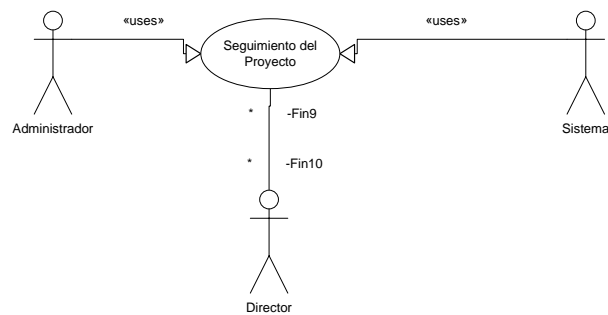 «uses»
«uses»
Seguimiento del
Proyecto
Administrador
Sistema
* -Fin9
* -Fin10
Director